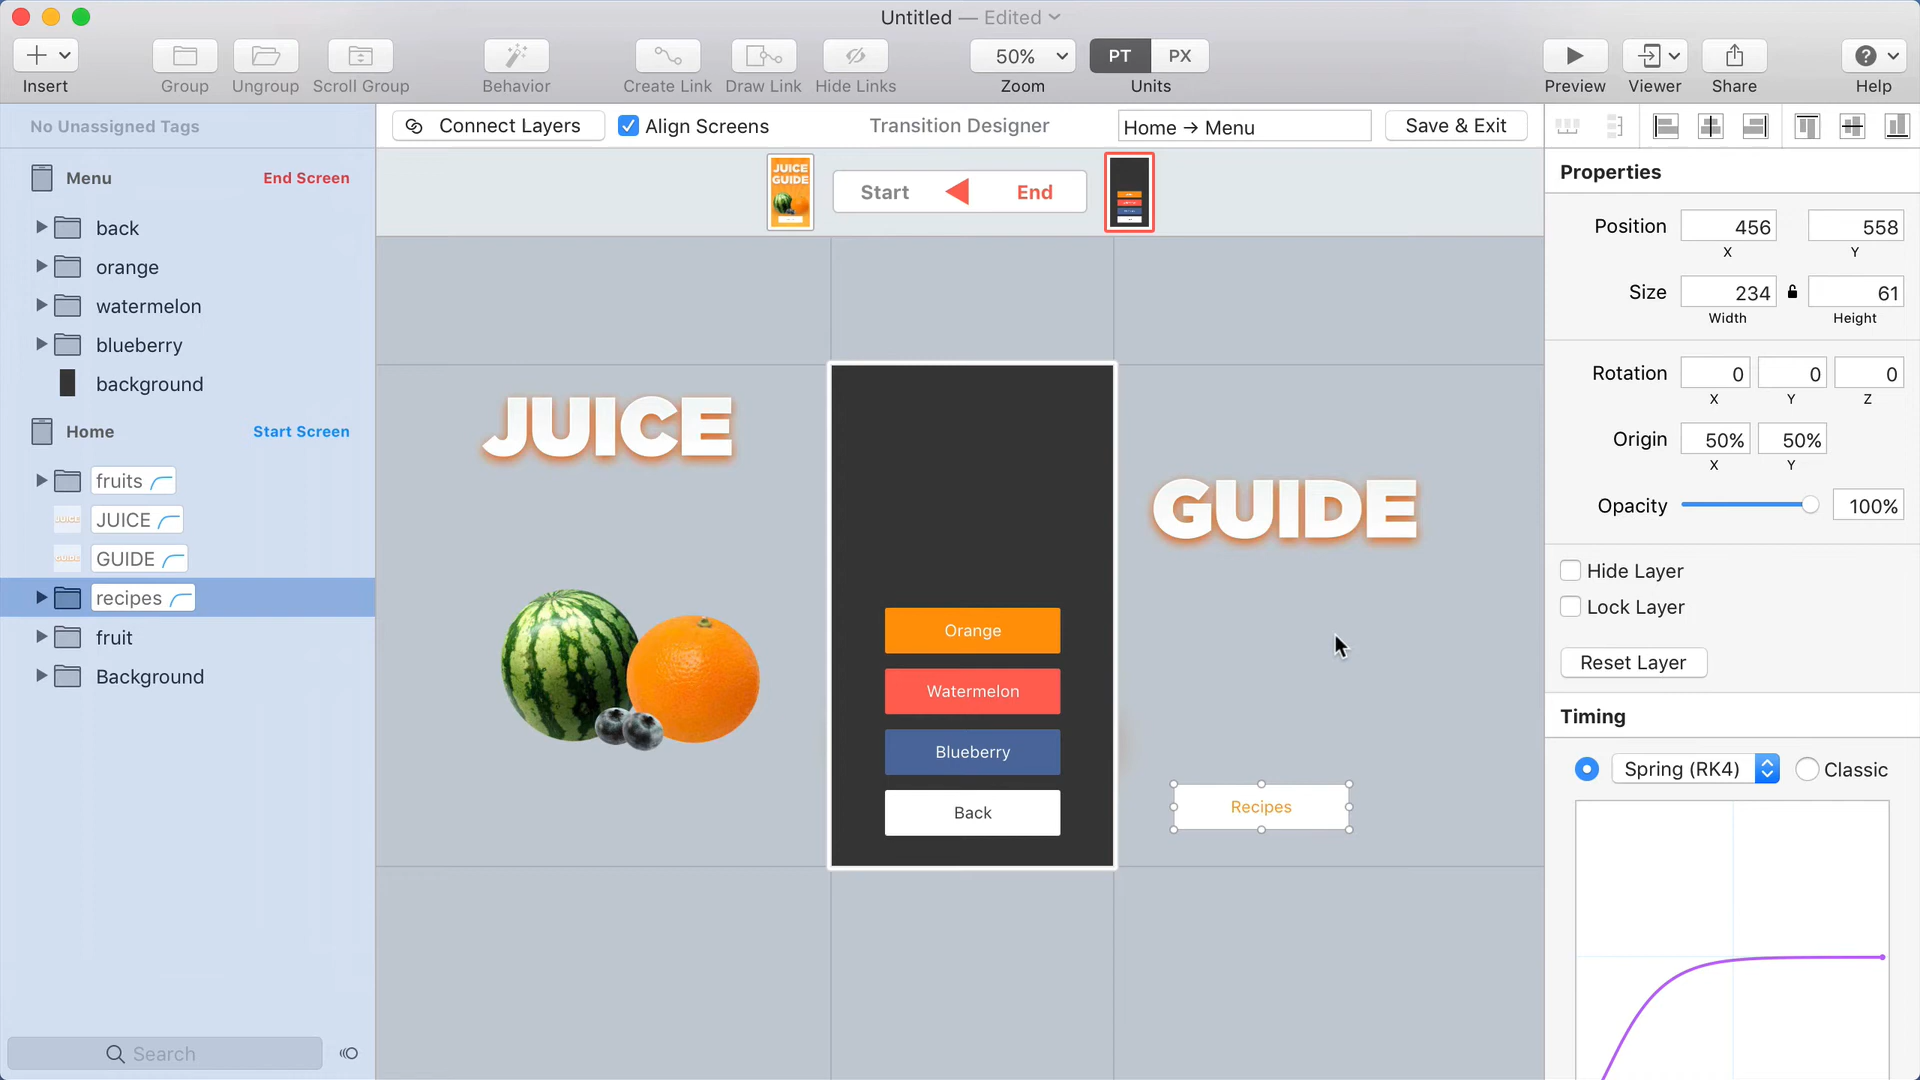 Untitled — Edited
Insert
Group
Ungroup
Scroll Group
Behavior
Create Link
Draw Link
Hide Links
50%
Zoom
PT
PX
Units
Preview
Viewer
Share
?
Help
No Unassigned Tags
Connect Layers
Align Screens
Transition Designer
Home → Menu
Save & Exit
Menu
End Screen
back
orange
watermelon
blueberry
background
Home
Start Screen
fruits
JUICE
JUICE
GUIDE
GUIDE
recipes
fruit
Background
Search
JUICE
GUIDE
Start
End
JUICE
GUIDE
Orange
Watermelon
Blueberry
Back
Recipes
Properties
Position
456
558
X
Y
Size
234
61
Width
Height
Rotation
0
0
0
X
Y
Z
Origin
50%
50%
X
Y
Opacity
100%
Hide Layer
Lock Layer
Reset Layer
Timing
Spring (RK4)
Classic